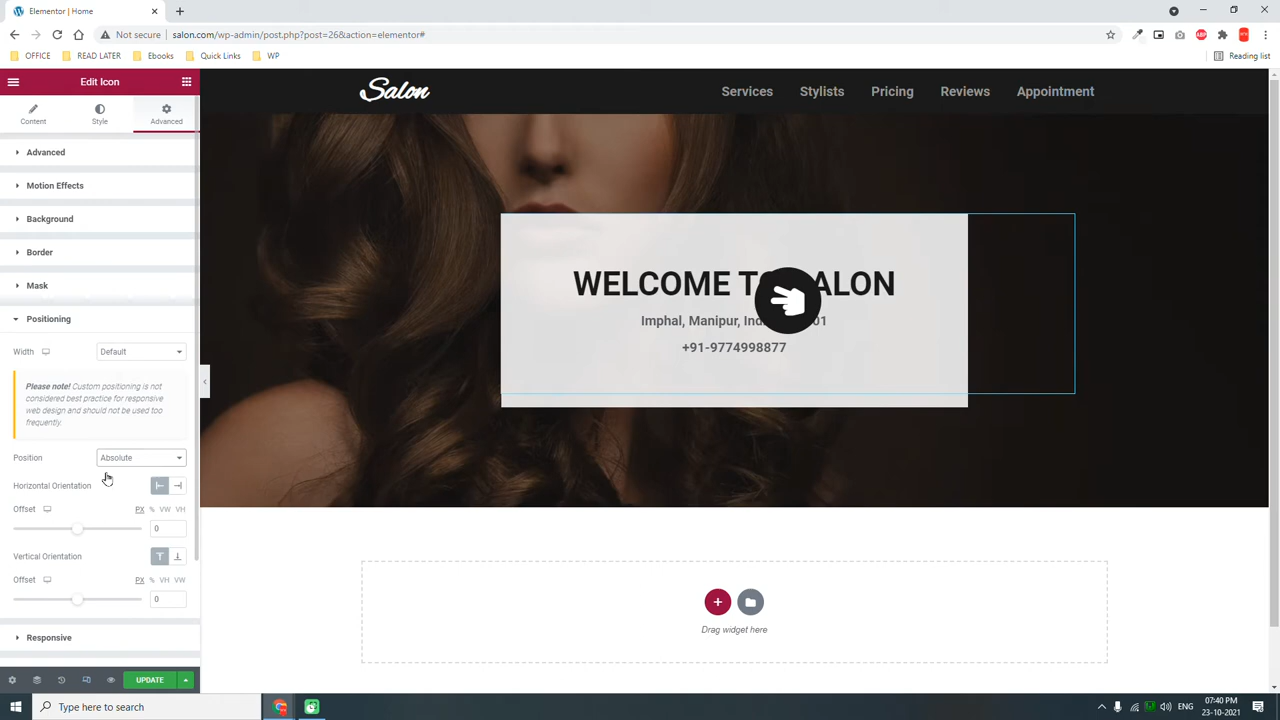 Elementor | Home
Not secure | salon.com/wp-admin/post.php?post=26&action=elementor#
OFFICE READ LATER Ebooks Quick Links WP Reading list
Edit Icon
Content Style Advanced
Advanced
Motion Effects
Background
Border
Mask
Positioning
Width Default
Please note! Custom positioning is not
considered best practice for responsive
web design and should not be used too
frequently.
Position Absolute
Horizontal Orientation
Offset PX % VW VH
0
Vertical Orientation
Offset PX % VH VW
0
Responsive
UPDATE
Salon Services Stylists Pricing Reviews Appointment
WELCOME T ALON
Imphal, Manipur, Ind 01
+91-9774998877
Drag widget here
Type here to search
ENG
07:40 PM
23-10-2021